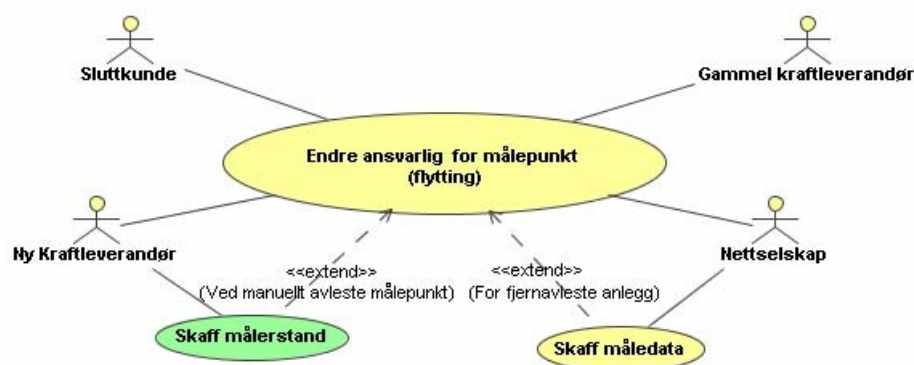 Sluttkunde
Gammel kraftleverandør
Endre ansvarlig for målepunkt
(flytting)
Ny Kraftleverandør
Nettselskap
<<extend>>
(Ved manuellt avleste målepunkt)
<<extend>>
(For fjernavleste anlegg)
Skaff målerstand
Skaff måledata